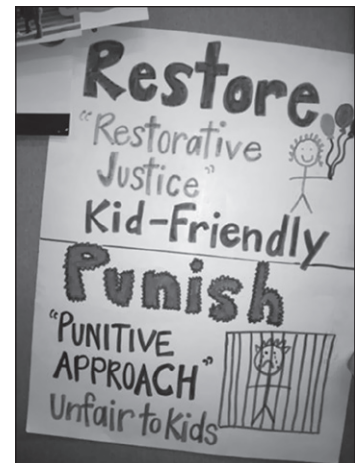 Restore
"Restorative
Justice"
Kid-Friendly
Punish
"PUNITIVE
APPROACH"
Unfair to Kids